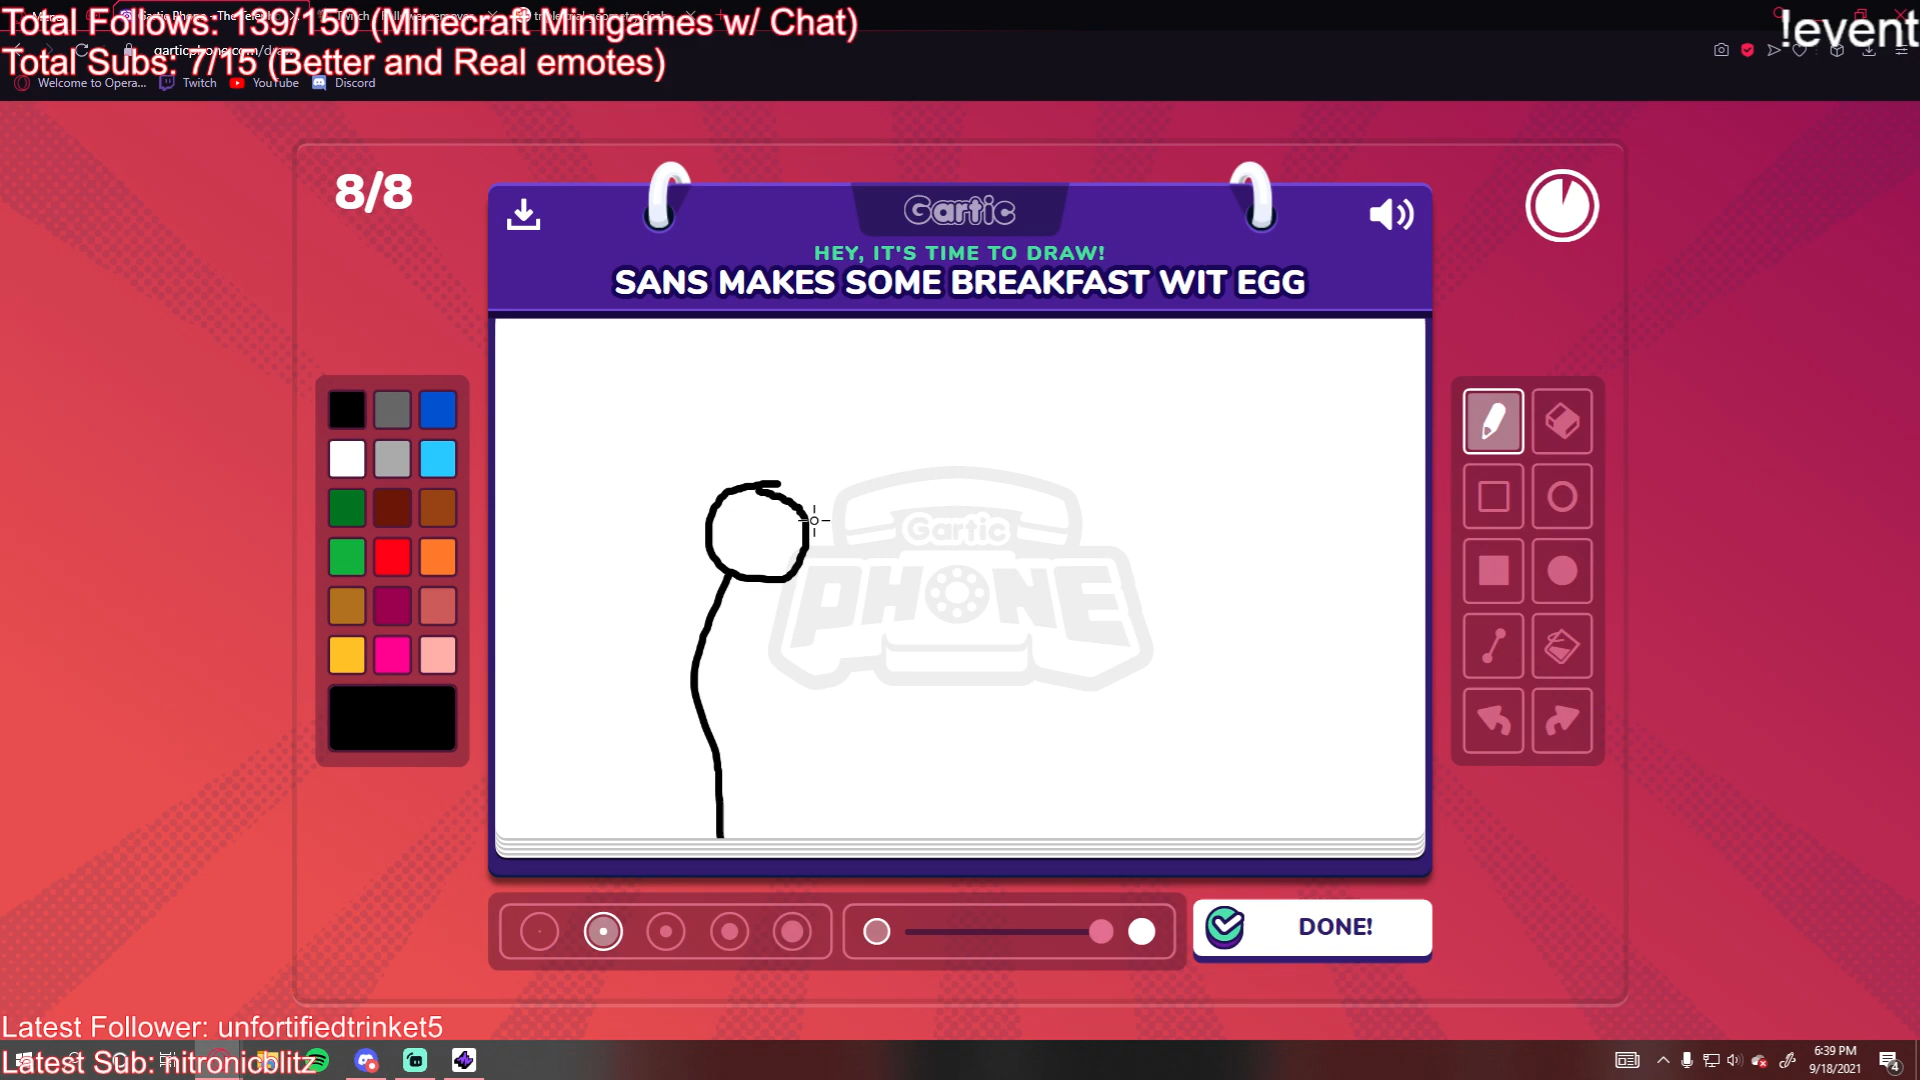 Total Follows: 139/150 (Minecraft Minigames w/ Chat)
!event
Total Subs: 7/15 (Better and Real emotes)
Welcome to Opera...
Twitch
YouTube
Discord
8/8
Gartic
HEY, IT'S TIME TO DRAW!
SANS MAKES SOME BREAKFAST WIT EGG
Gartic
PHONE
DONE!
Latest Follower: unfortifiedtrinket5
Latest Sub: nitronicblitz
6:39 PM
9/18/2021
4